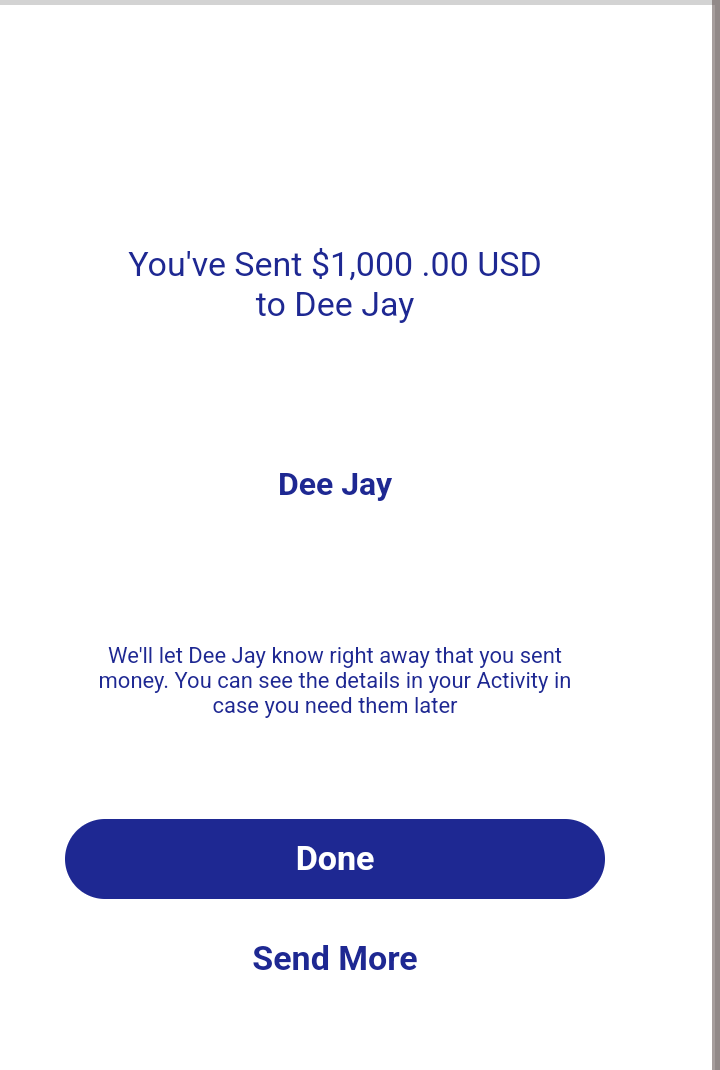 You've Sent $1,000 .00 USD
to Dee Jay
Dee Jay
We'll let Dee Jay know right away that you sent
money. You can see the details in your Activity in
case you need them later
Done
Send More